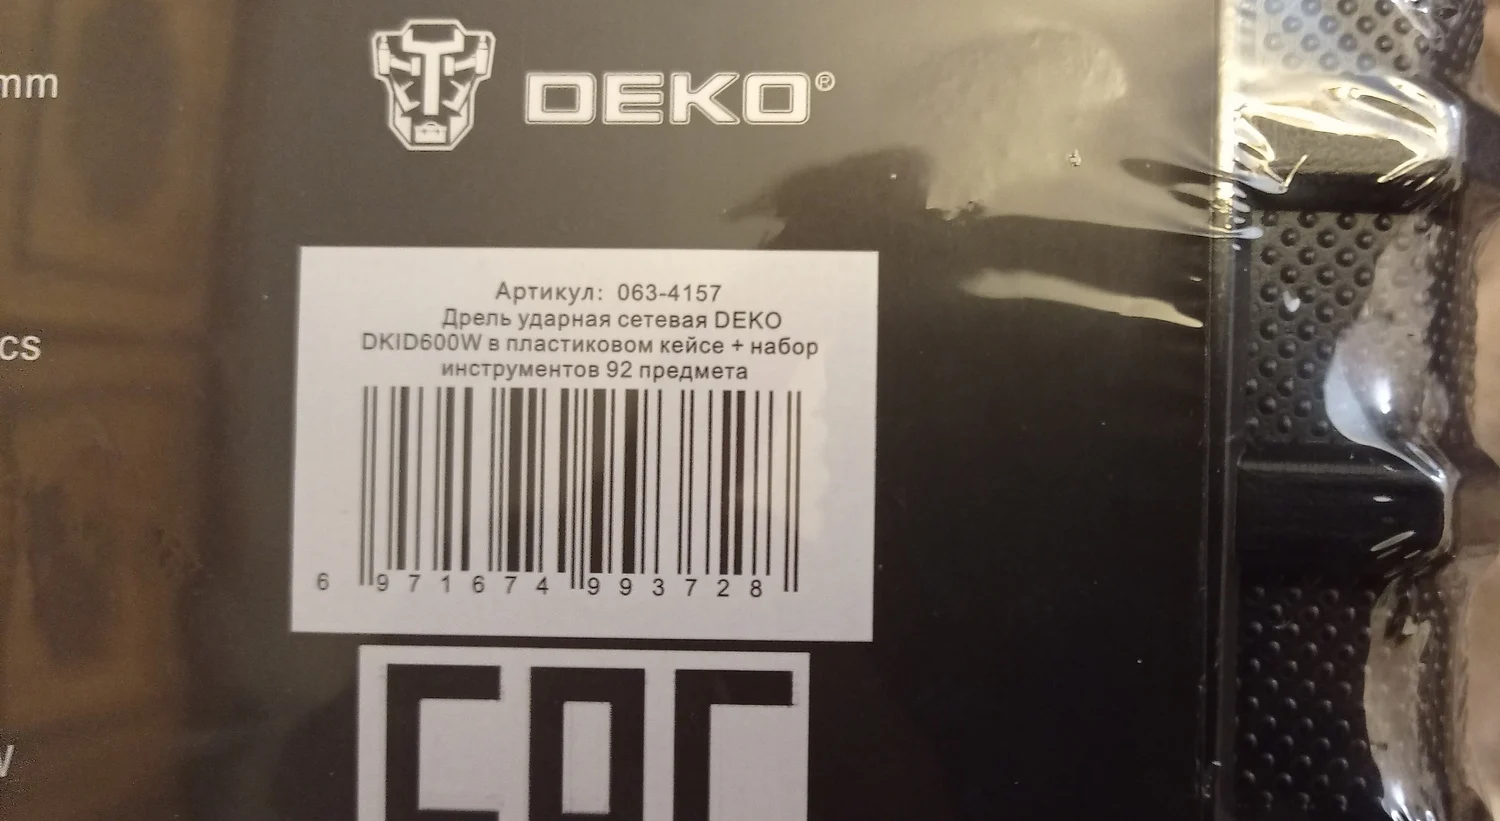 mm
DEKO®
Артикул: 063-4157
Дрель ударная сетевая DEKO
DKID600W в пластиковом кейсе + набор
инструментов 92 предмета
cs
6 971674 993728
EAC